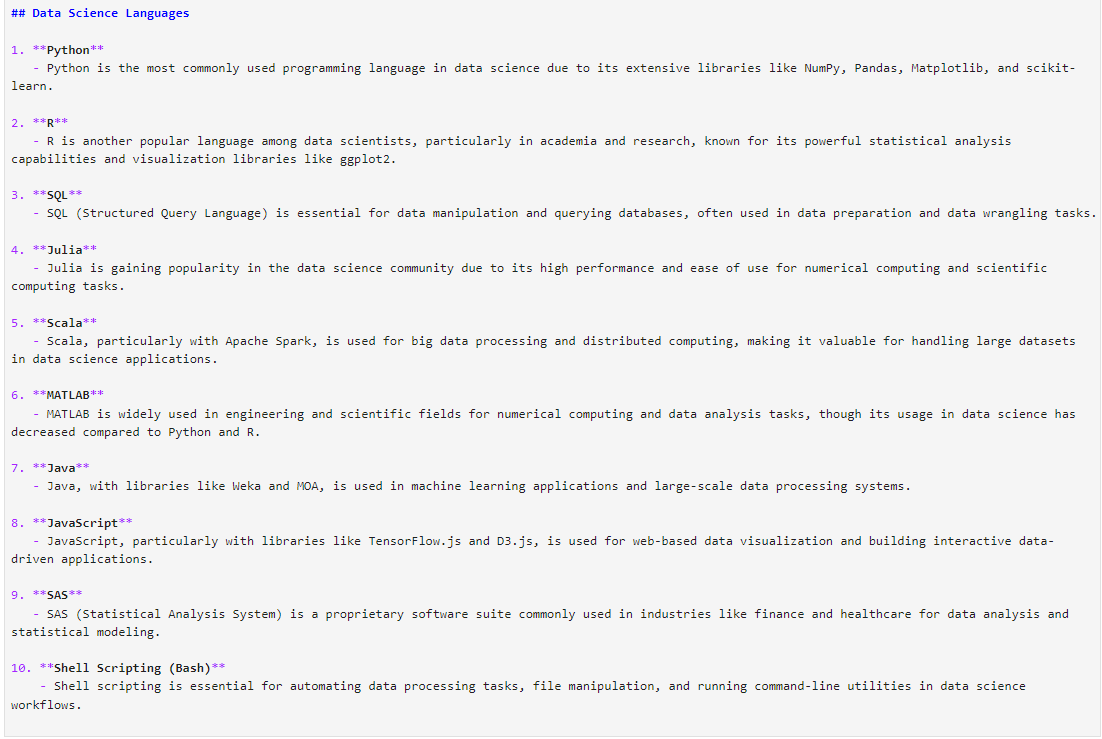 ## Data Science Languages
1. **Python**
- Python is the most commonly used programming language in data science due to its extensive libraries like NumPy, Pandas, Matplotlib, and scikit-
learn.
2. **R**
- R is another popular language among data scientists, particularly in academia and research, known for its powerful statistical analysis
capabilities and visualization libraries like ggplot2.
3. **SQL**
- SQL (Structured Query Language) is essential for data manipulation and querying databases, often used in data preparation and data wrangling tasks.
4. **Julia**
- Julia is gaining popularity in the data science community due to its high performance and ease of use for numerical computing and scientific
computing tasks.
5. **Scala**
- Scala, particularly with Apache Spark, is used for big data processing and distributed computing, making it valuable for handling large datasets
in data science applications.
6. **MATLAB**
- MATLAB is widely used in engineering and scientific fields for numerical computing and data analysis tasks, though its usage in data science has
decreased compared to Python and R.
7. **Java**
- Java, with libraries like Weka and MOA, is used in machine learning applications and large-scale data processing systems.
8. **JavaScript**
- JavaScript, particularly with libraries like TensorFlow.js and D3.js, is used for web-based data visualization and building interactive data-
driven applications.
9. **SAS**
- SAS (Statistical Analysis System) is a proprietary software suite commonly used in industries like finance and healthcare for data analysis and
statistical modeling.
10. **Shell Scripting (Bash)**
- Shell scripting is essential for automating data processing tasks, file manipulation, and running command-line utilities in data science
workflows.